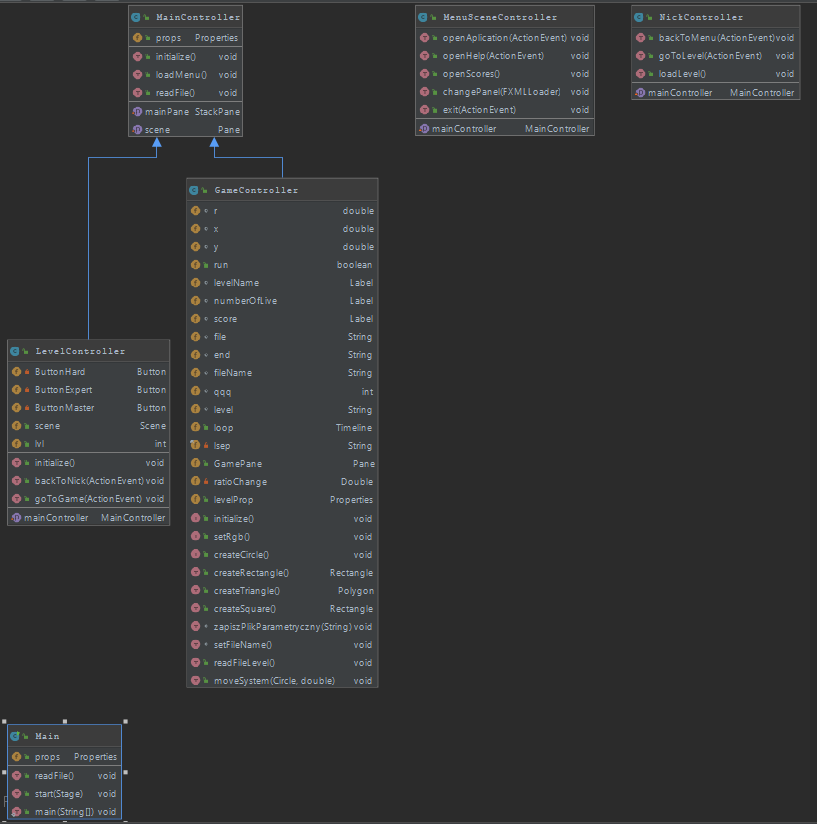 MainController
props Properties
initialize() void
loadMenu() void
readFile() void
mainPane StackPane
scene Pane
MenuSceneController
openAplication(ActionEvent) void
openHelp(ActionEvent) void
openScores() void
changePanel(FXMLLoader) void
exit(ActionEvent) void
mainController MainController
NickController
backToMenu(ActionEvent) void
goToLevel(ActionEvent) void
loadLevel() void
mainController MainController
GameController
r double
x double
y double
run boolean
levelName Label
numberOfLive Label
score Label
file String
end String
fileName String
qqq int
level String
loop Timeline
lsep String
GamePane Pane
ratioChange Double
levelProp Properties
initialize() void
setRgb() void
createCircle() void
createRectangle() Rectangle
createTriangle() Polygon
createSquare() Rectangle
zapiszPlikParametryczny(String) void
setFileName() void
readFileLevel() void
moveSystem(Circle, double) void
LevelController
ButtonHard Button
ButtonExpert Button
ButtonMaster Button
scene Scene
lvl int
initialize() void
backToNick(ActionEvent) void
goToGame(ActionEvent) void
mainController MainController
Main
props Properties
readFile() void
start(Stage) void
main(String[]) void